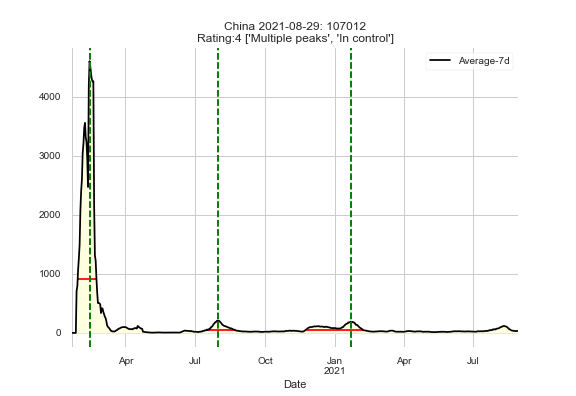 China 2021-08-29: 107012
Rating:4 ['Multiple peaks', 'In control']
Average-7d
4000
3000
2000
1000
0
Apr Jul Oct Jan Apr Jul
2021
Date